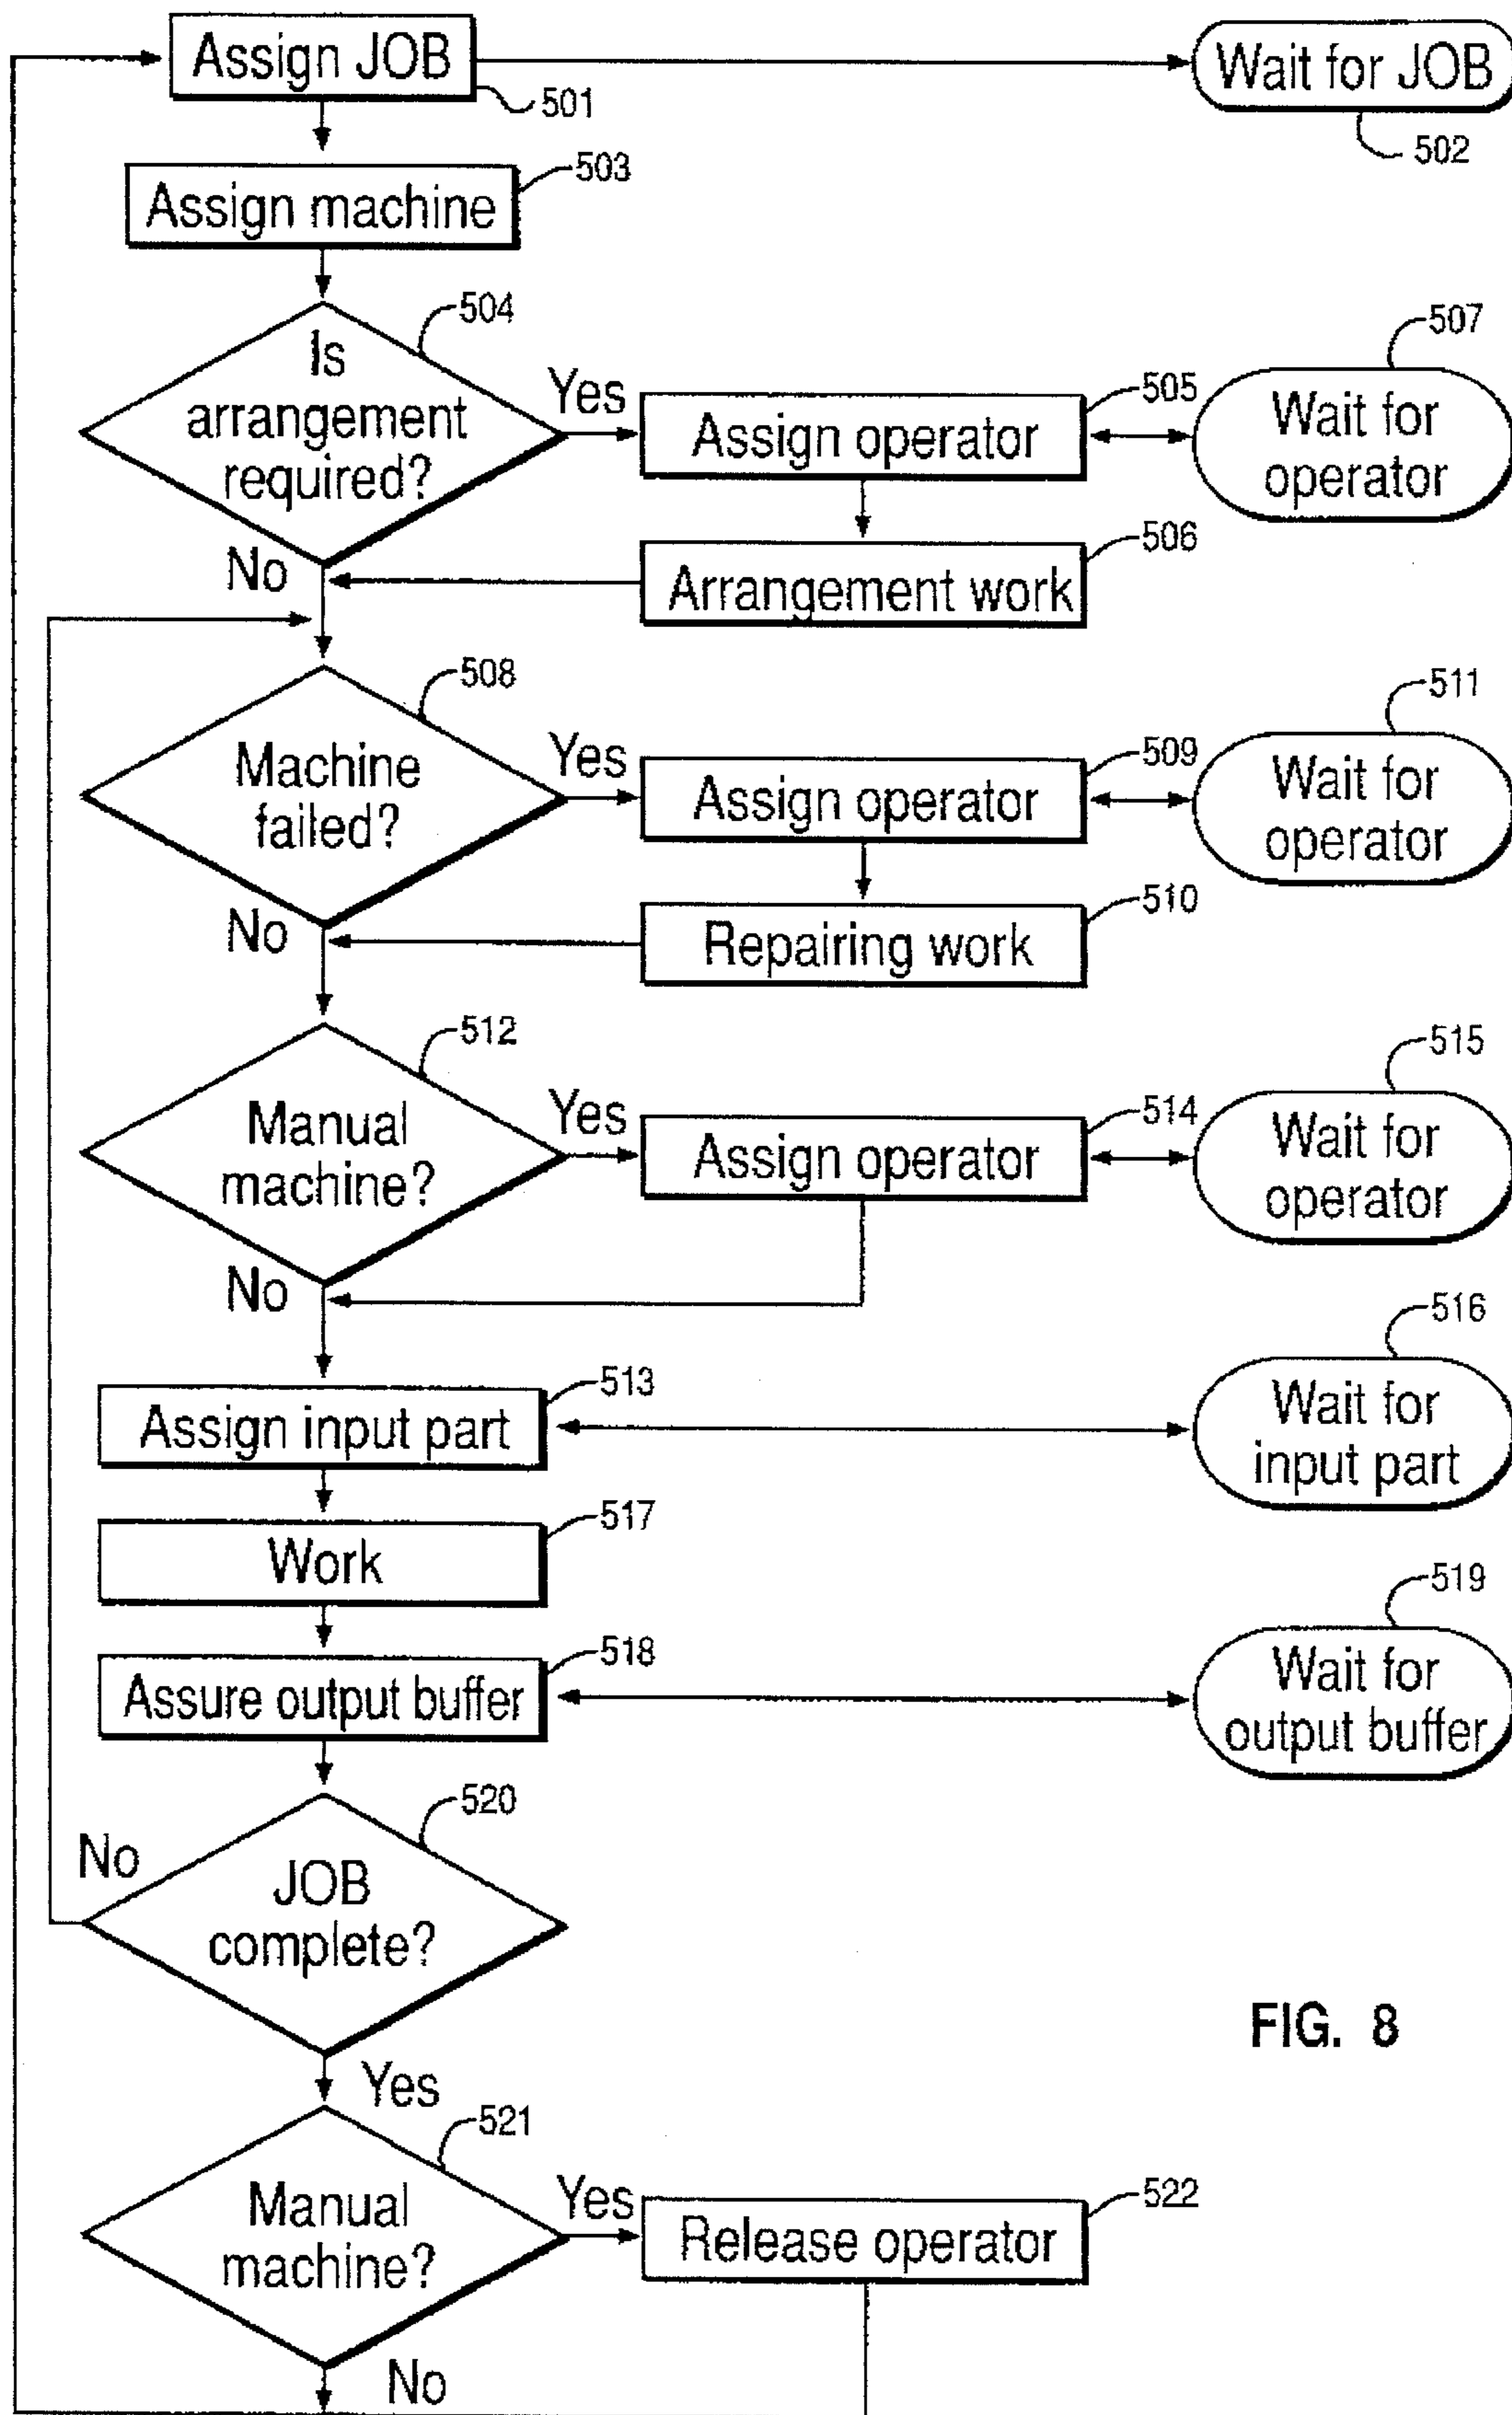 Assign JOB
501
Wait for JOB
502
Assign machine
503
Is
arrangement
required?
504
Yes
No
Assign operator
505
Wait for
operator
507
Arrangement work
506
Machine
failed?
508
Yes
No
Assign operator
509
Wait for
operator
511
Repairing work
510
Manual
machine?
512
Yes
No
Assign operator
514
Wait for
operator
515
Assign input part
513
Wait for
input part
516
Work
517
Assure output buffer
518
Wait for
output buffer
519
JOB
complete?
520
No
Yes
FIG. 8
Manual
machine?
521
Yes
No
Release operator
522